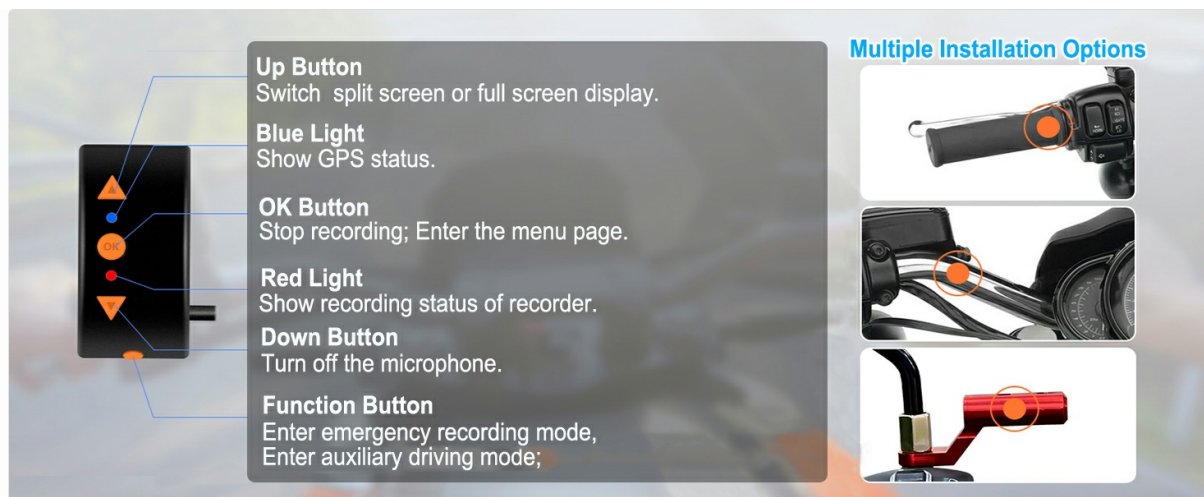 Up Button
Switch split screen or full screen display.
Blue Light
Show GPS status.
OK
OK Button
Stop recording; Enter the menu page.
Red Light
Show recording status of recorder.
Down Button
Turn off the microphone.
Function Button
Enter emergency recording mode,
Enter auxiliary driving mode;
Multiple Installation Options